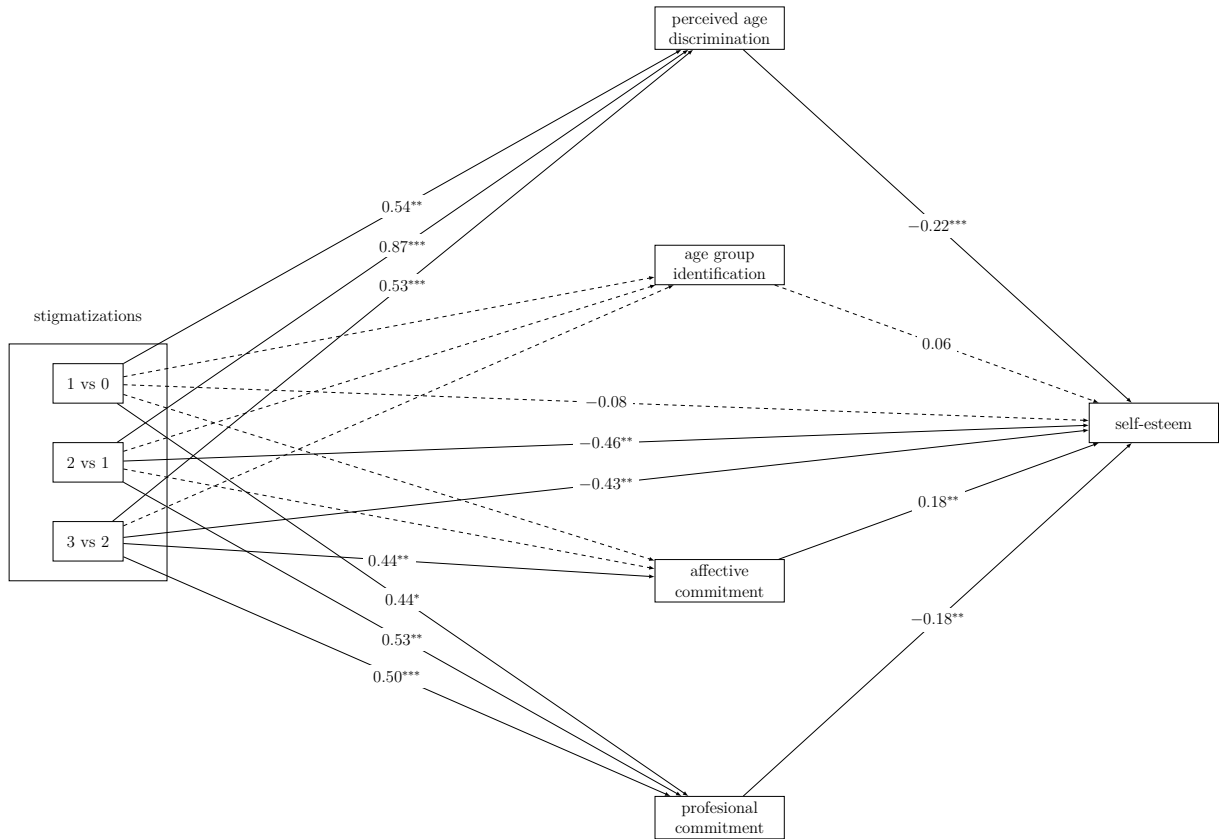 perceived age
discrimination
0.54**
−0.22***
0.87***
age group
identification
0.53***
stigmatizations
0.06
1 vs 0
−0.08
self-esteem
−0.46**
2 vs 1
−0.43**
0.18**
3 vs 2
0.44**
affective
commitment
0.44*
−0.18**
0.53**
0.50***
profesional
commitment